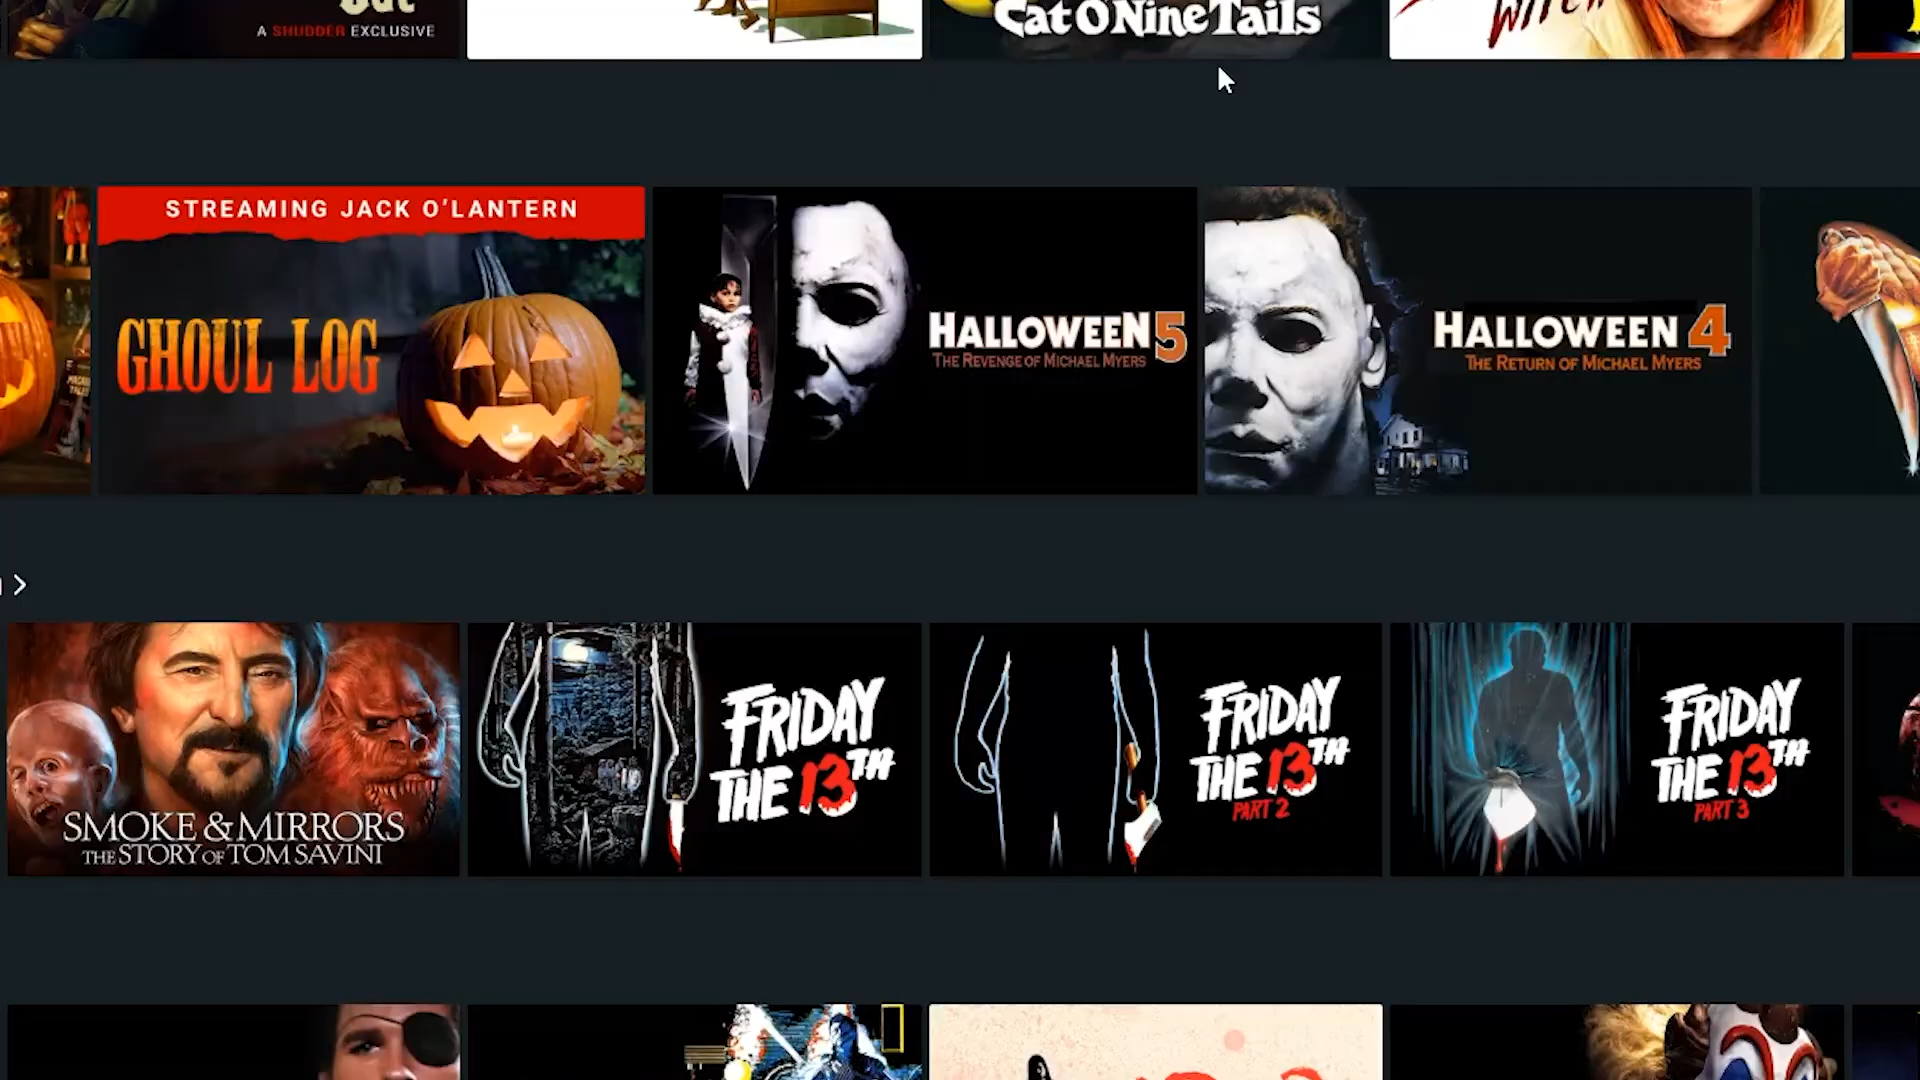 A SHUDDER EXCLUSIVE
Cat O'Nine Tails
STREAMING JACK O'LANTERN
GHOUL LOG
HALLOWEEN 5
THE REVENGE OF MICHAEL MYERS
HALLOWEEN 4
THE RETURN OF MICHAEL MYERS
SMOKE & MIRRORS
THE STORY OF TOM SAVINI
FRIDAY
THE 13TH
FRIDAY
THE 13TH
PART 2
FRIDAY
THE 13TH
PART 3